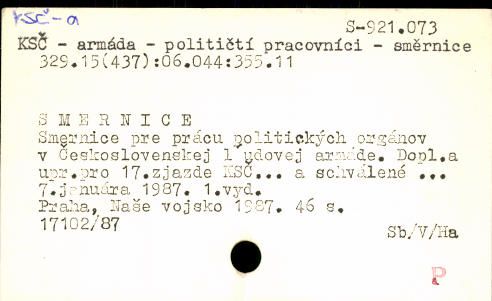 KSČ-a
S-921.073
KSČ - armáda - političtí pracovníci - směrnice
329.15(437):06.044:355.11
S M E R N I C E
Smernice pre prácu politických orgánov
v Československej l'udovej armáde. Dopl.a
upr.pro 17.zjazde KSČ... a schválené ...
7.januára 1987. 1.vyd.
Praha, Naše vojsko 1987. 46 s.
17102/87
Sb/V/Ha
P